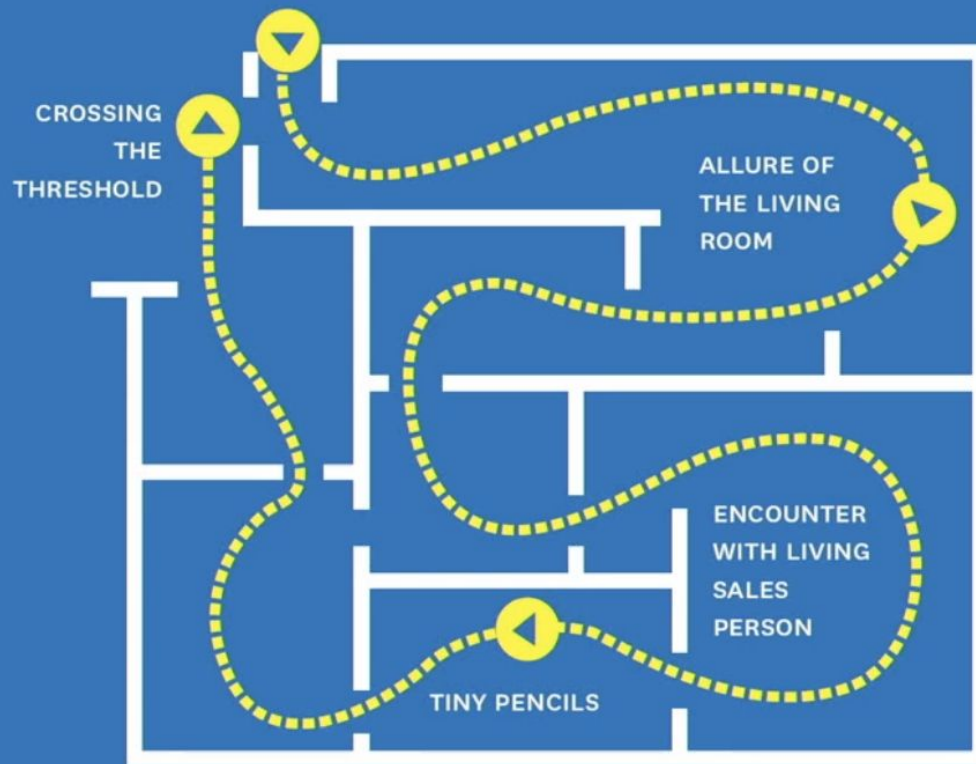 CROSSING
THE
THRESHOLD
ALLURE OF
THE LIVING
ROOM
ENCOUNTER
WITH LIVING
SALES
PERSON
TINY PENCILS